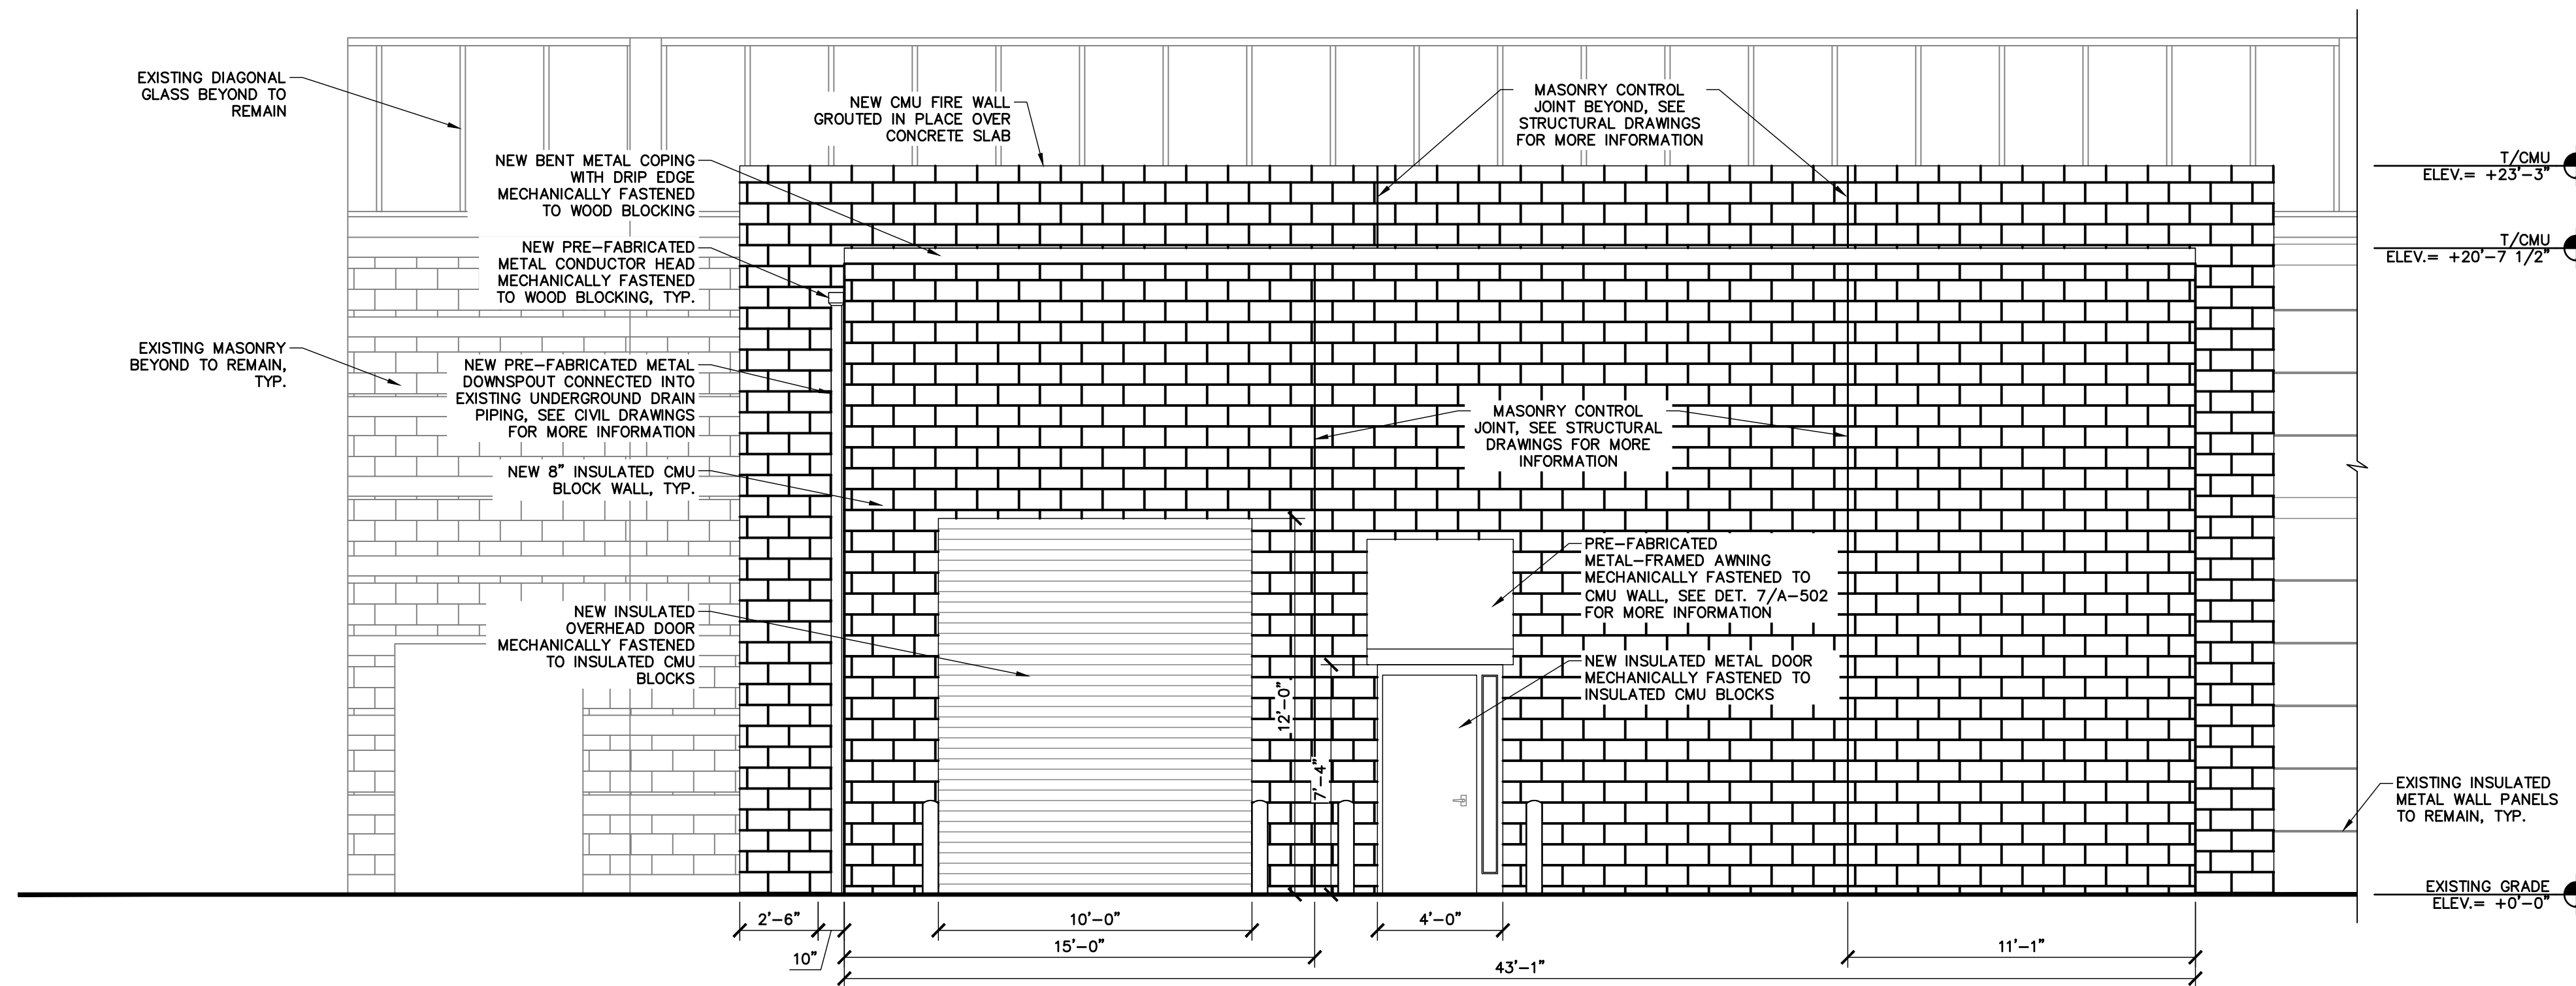 EXISTING DIAGONAL
GLASS BEYOND TO
REMAIN
NEW CMU FIRE WALL
GROUTED IN PLACE OVER
CONCRETE SLAB
MASONRY CONTROL
JOINT BEYOND, SEE
STRUCTURAL DRAWINGS
FOR MORE INFORMATION
NEW BENT METAL COPING
WITH DRIP EDGE
MECHANICALLY FASTENED
TO WOOD BLOCKING
T/CMU
ELEV.= +23'-3"
NEW PRE-FABRICATED
METAL CONDUCTOR HEAD
MECHANICALLY FASTENED
TO WOOD BLOCKING, TYP.
T/CMU
ELEV.= +20'-7 1/2"
EXISTING MASONRY
BEYOND TO REMAIN,
TYP.
NEW PRE-FABRICATED METAL
DOWNSPOUT CONNECTED INTO
EXISTING UNDERGROUND DRAIN
PIPING, SEE CIVIL DRAWINGS
FOR MORE INFORMATION
MASONRY CONTROL
JOINT, SEE STRUCTURAL
DRAWINGS FOR MORE
INFORMATION
NEW 8" INSULATED CMU
BLOCK WALL, TYP.
PRE-FABRICATED
METAL-FRAMED AWNING
MECHANICALLY FASTENED TO
CMU WALL, SEE DET. 7/A-502
FOR MORE INFORMATION
NEW INSULATED
OVERHEAD DOOR
MECHANICALLY FASTENED
TO INSULATED CMU
BLOCKS
NEW INSULATED METAL DOOR
MECHANICALLY FASTENED TO
INSULATED CMU BLOCKS
12'-0"
7'-4"
EXISTING INSULATED
METAL WALL PANELS
TO REMAIN, TYP.
EXISTING GRADE
ELEV.= +0'-0"
2'-6"
10'-0"
4'-0"
10"
15'-0"
11'-1"
43'-1"